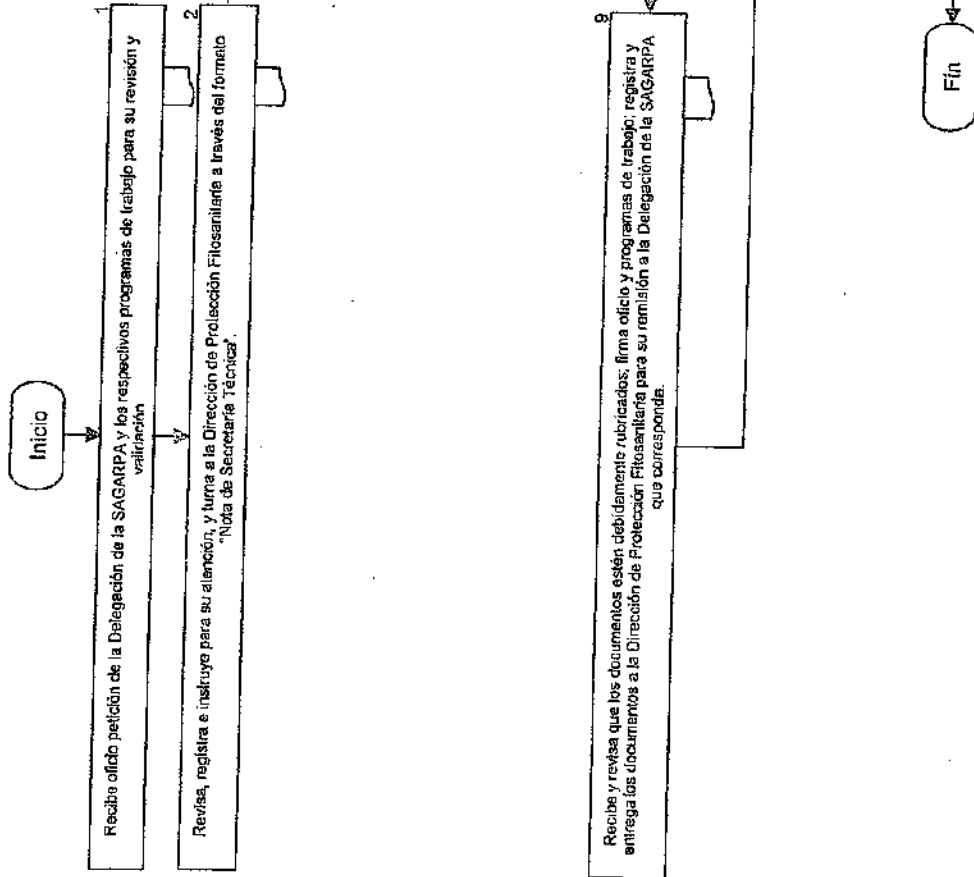 Inicio
1
Recibe oficio petición de la Delegación de la SAGARPA y los respectivos programas de trabajo para su revisión y
validación
2
Revisa, registra e instruye para su atención, y turna a la Dirección de Protección Fitosanitaria a través del formato
"Nota de Secretaría Técnica".
9
Recibe y revisa que los documentos estén debidamente rubricados; firma oficio y programas de trabajo; registra y
entrega los documentos a la Dirección de Protección Fitosanitaria para su remisión a la Delegación de la SAGARPA
que corresponda.
Fin